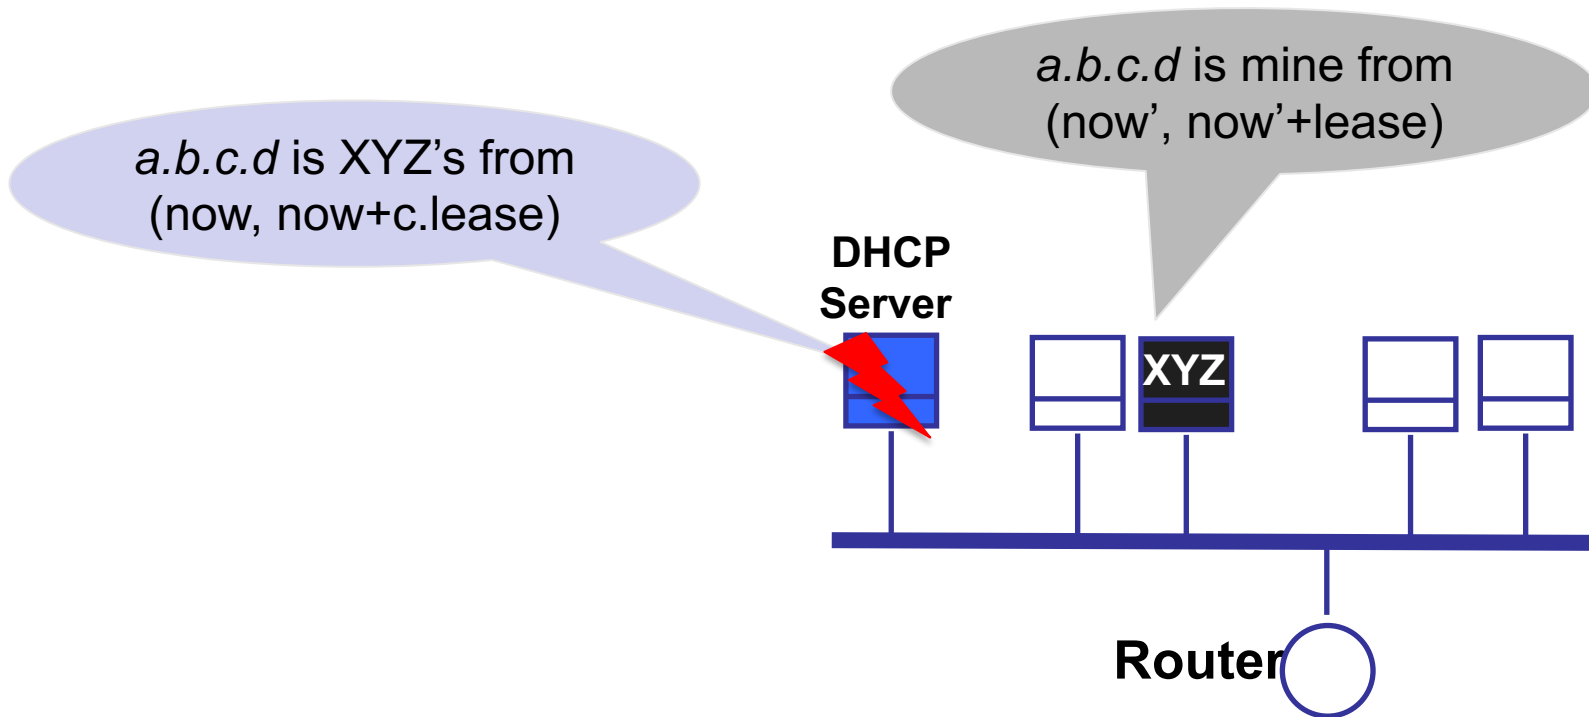 a.b.c.d is mine from
(now’, now’+lease)
a.b.c.d is XYZ’s from
(now, now+c.lease)
DHCP
Server
XYZ
Router